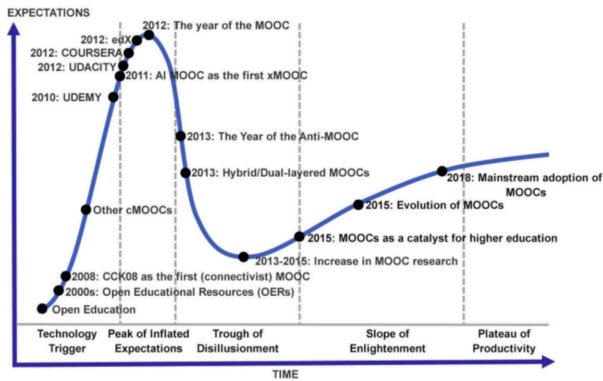 EXPECTATIONS
2012: The year of the MOOC
2012: edX
2012: COURSERA
2012: UDACITY
2011: AI MOOC as the first xMOOC
2010: UDEMY
2013: The Year of the Anti-MOOC
2013: Hybrid/Dual-layered MOOCs
2018: Mainstream adoption of
MOOCs
2015: Evolution of MOOCs
Other cMOOCs
2015: MOOCs as a catalyst for higher education
2013-2015: Increase in MOOC research
2008: CCK08 as the first (connectivist) MOOC
2000s: Open Educational Resources (OERs)
Open Education
Technology
Trigger
Peak of Inflated
Expectations
Trough of
Disillusionment
Slope of
Enlightenment
Plateau of
Productivity
TIME